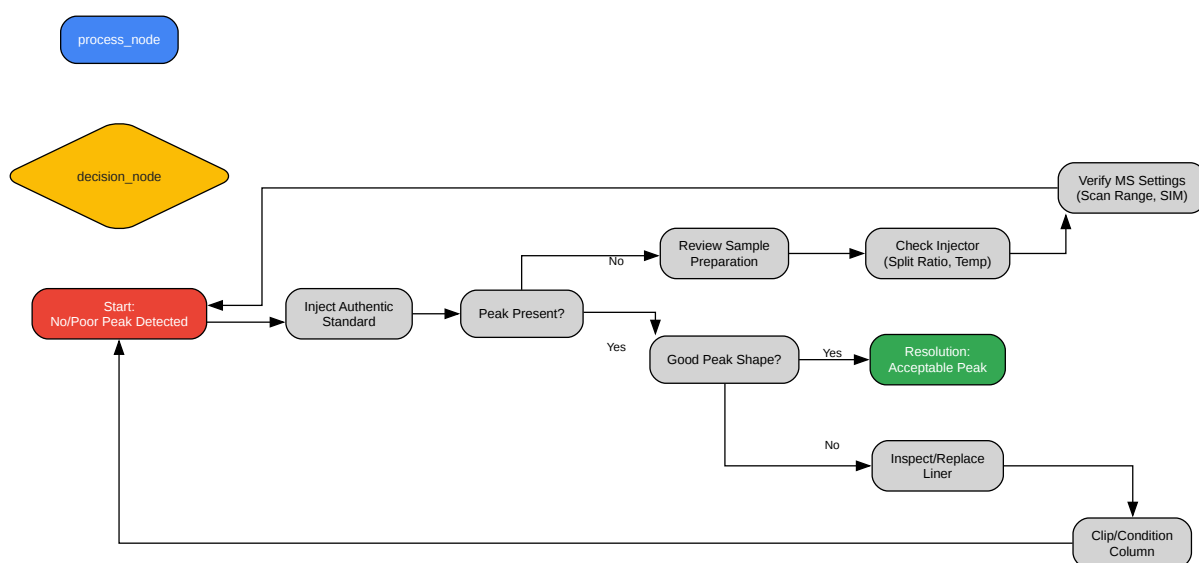 process_node
decision_node
Start:
No/Poor Peak Detected
Inject Authentic
Standard
Peak Present?
No
Review Sample
Preparation
Check Injector
(Split Ratio, Temp)
Verify MS Settings
(Scan Range, SIM)
Yes
Good Peak Shape?
Yes
Resolution:
Acceptable Peak
No
Inspect/Replace
Liner
Clip/Condition
Column